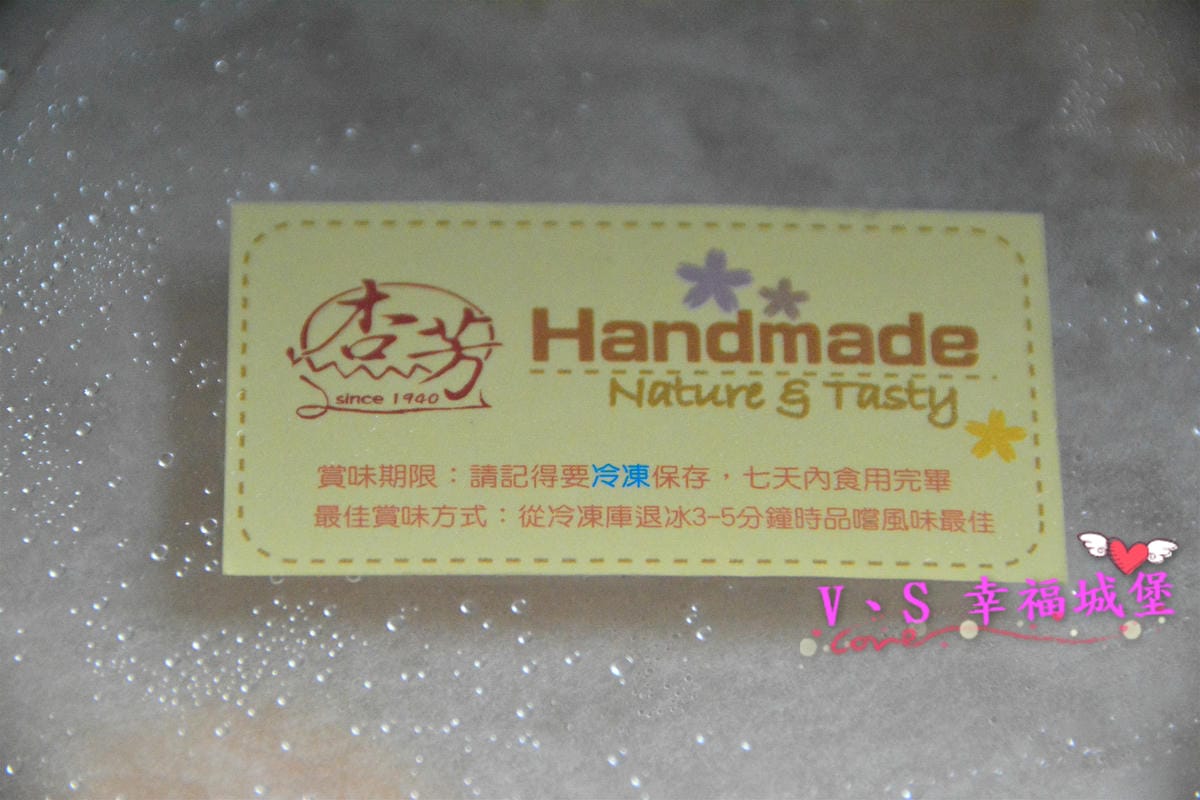 杏芳
since 1940
Handmade
Nature & Tasty
賞味期限：請記得要冷凍保存，七天內食用完畢
最佳賞味方式：從冷凍庫退冰3-5分鐘時品嚐風味最佳
V、S 幸福城堡
Love